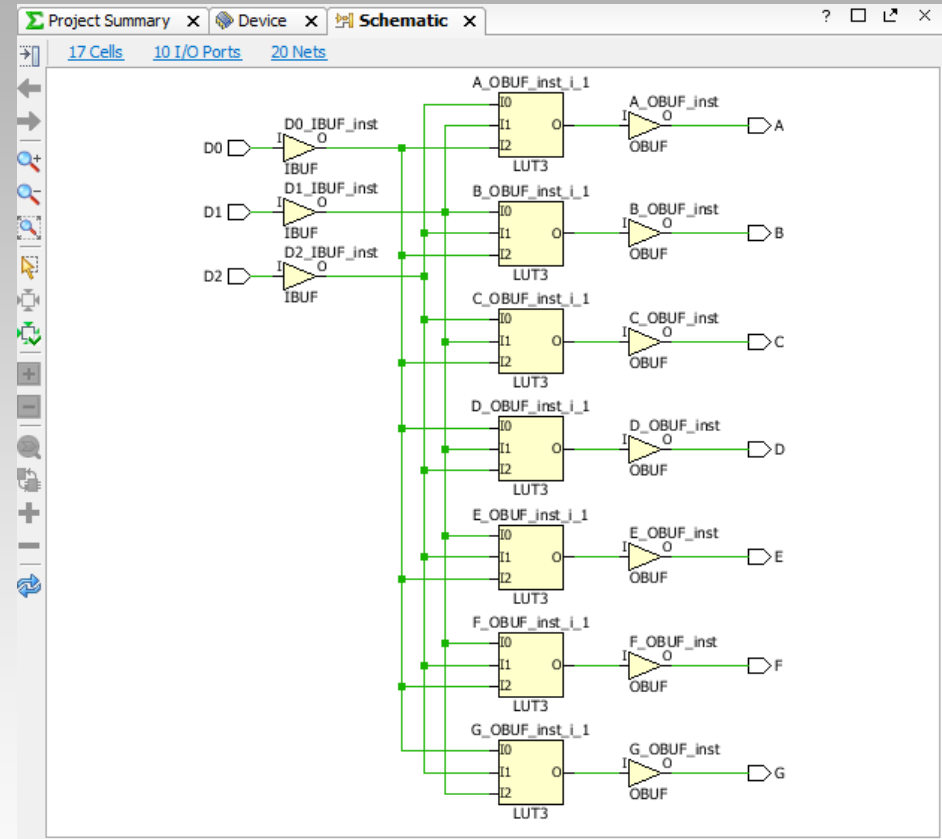 Project Summary
Device
Schematic
17 Cells 10 I/O Ports 20 Nets
D0
D0_IBUF_inst
I
O
IBUF
D1
D1_IBUF_inst
I
O
IBUF
D2
D2_IBUF_inst
I
O
IBUF
A_OBUF_inst_i_1
I0
I1
I2
O
LUT3
A_OBUF_inst
I
O
OBUF
A
B_OBUF_inst_i_1
I0
I1
I2
O
LUT3
B_OBUF_inst
I
O
OBUF
B
C_OBUF_inst_i_1
I0
I1
I2
O
LUT3
C_OBUF_inst
I
O
OBUF
C
D_OBUF_inst_i_1
I0
I1
I2
O
LUT3
D_OBUF_inst
I
O
OBUF
D
E_OBUF_inst_i_1
I0
I1
I2
O
LUT3
E_OBUF_inst
I
O
OBUF
E
F_OBUF_inst_i_1
I0
I1
I2
O
LUT3
F_OBUF_inst
I
O
OBUF
F
G_OBUF_inst_i_1
I0
I1
I2
O
LUT3
G_OBUF_inst
I
O
OBUF
G